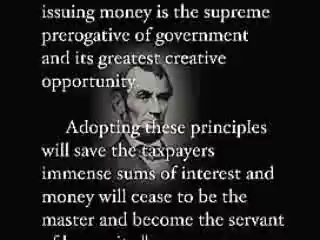 issuing money is the supreme
prerogative of government
and its greatest creative
opportunity.
Adopting these principles
will save the taxpayers
immense sums of interest and
money will cease to be the
master and become the servant